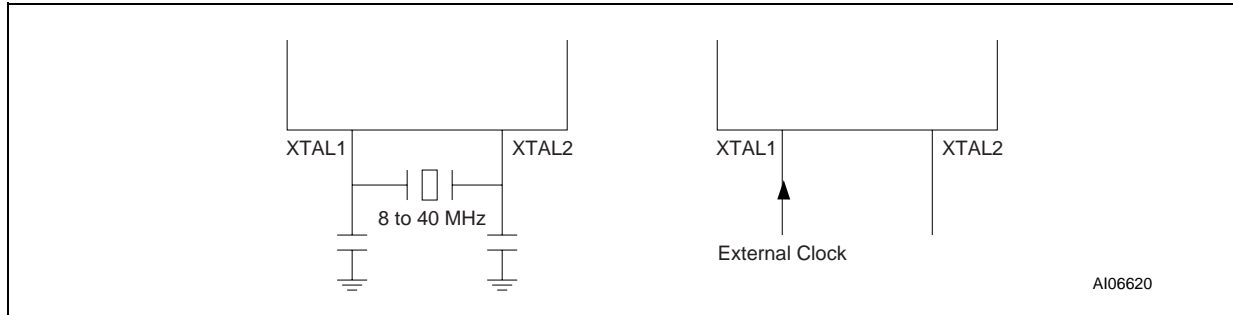 XTAL1 XTAL2
8 to 40 MHz
XTAL1 XTAL2
External Clock
AI06620